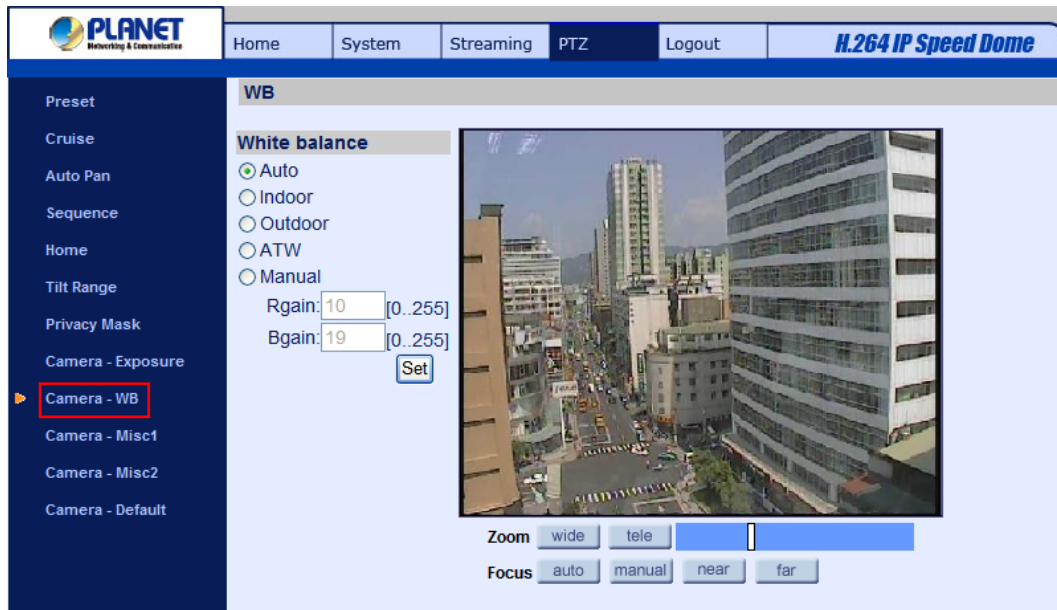 PLANET
Networking & Communication
Home
System
Streaming
PTZ
Logout
H.264 IP Speed Dome
Preset
Cruise
Auto Pan
Sequence
Home
Tilt Range
Privacy Mask
Camera - Exposure
Camera - WB
Camera - Misc1
Camera - Misc2
Camera - Default
WB
White balance
Auto
Indoor
Outdoor
ATW
Manual
Rgain: 10 [0..255]
Bgain: 19 [0..255]
Set
Zoom wide tele
Focus auto manual near far